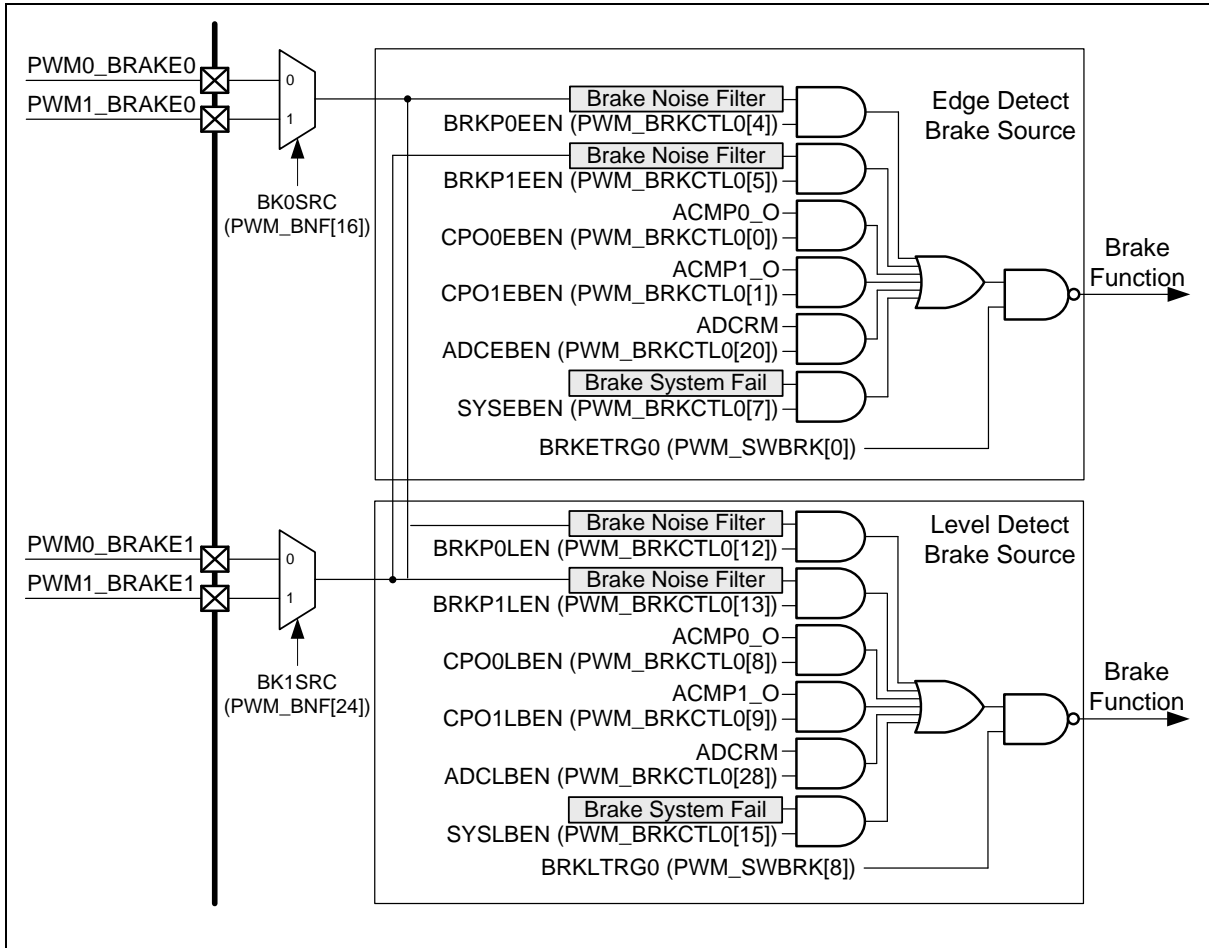 PWM0_BRAKE0
PWM1_BRAKE0
0
1
BK0SRC
(PWM_BNF[16])
Edge Detect
Brake Source
Brake Noise Filter
BRKP0EEN (PWM_BRKCTL0[4])
Brake Noise Filter
BRKP1EEN (PWM_BRKCTL0[5])
ACMP0_O
CPO0EBEN (PWM_BRKCTL0[0])
ACMP1_O
CPO1EBEN (PWM_BRKCTL0[1])
ADCRM
ADCEBEN (PWM_BRKCTL0[20])
Brake System Fail
SYSEBEN (PWM_BRKCTL0[7])
BRKETRG0 (PWM_SWBRK[0])
Brake
Function
PWM0_BRAKE1
PWM1_BRAKE1
0
1
BK1SRC
(PWM_BNF[24])
Level Detect
Brake Source
Brake Noise Filter
BRKP0LEN (PWM_BRKCTL0[12])
Brake Noise Filter
BRKP1LEN (PWM_BRKCTL0[13])
ACMP0_O
CPO0LBEN (PWM_BRKCTL0[8])
ACMP1_O
CPO1LBEN (PWM_BRKCTL0[9])
ADCRM
ADCLBEN (PWM_BRKCTL0[28])
Brake System Fail
SYSLBEN (PWM_BRKCTL0[15])
BRKLTRG0 (PWM_SWBRK[8])
Brake
Function